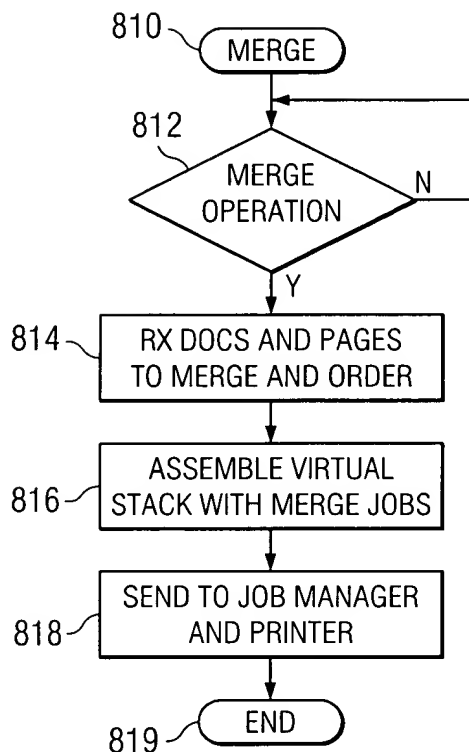 810
MERGE
812
MERGE
OPERATION
N
Y
814
RX DOCS AND PAGES
TO MERGE AND ORDER
816
ASSEMBLE VIRTUAL
STACK WITH MERGE JOBS
818
SEND TO JOB MANAGER
AND PRINTER
819
END